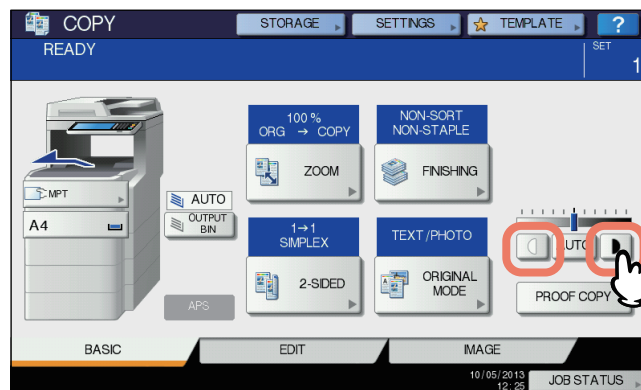 COPY
STORAGE
SETTINGS
TEMPLATE
?
READY
SET
1
100 %
ORG → COPY
ZOOM
NON-SORT
NON-STAPLE
FINISHING
MPT
A4
AUTO
OUTPUT
BIN
APS
1→1
SIMPLEX
2-SIDED
TEXT/PHOTO
ORIGINAL
MODE
UTO
PROOF COPY
BASIC
EDIT
IMAGE
10/05/2013
12:25
JOB STATUS